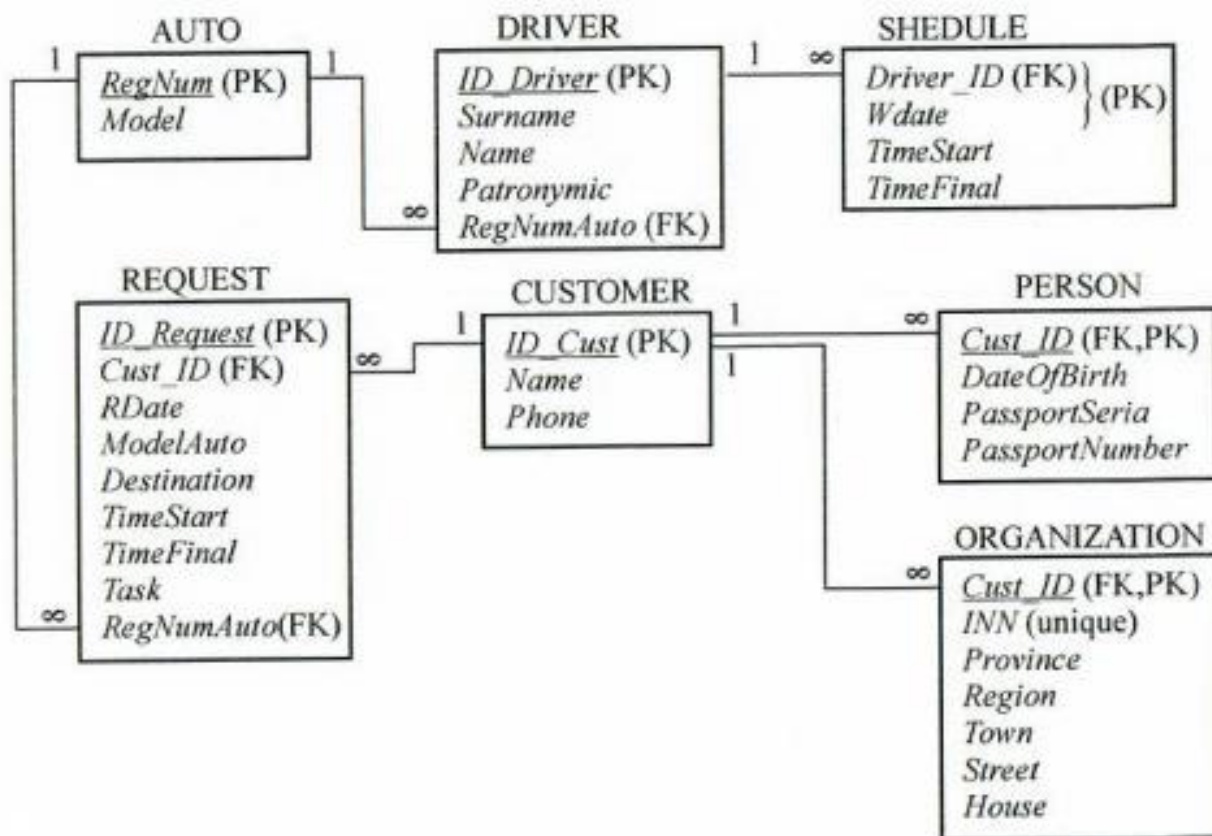 AUTO
1
RegNum (PK)
Model
1
DRIVER
ID_Driver (PK)
Surname
Name
Patronymic
RegNumAuto (FK)
∞
1
SHEDULE
∞
Driver_ID (FK)
Wdate
} (PK)
TimeStart
TimeFinal
REQUEST
ID_Request (PK)
Cust_ID (FK)
RDate
ModelAuto
Destination
TimeStart
TimeFinal
Task
RegNumAuto(FK)
∞
∞
CUSTOMER
1
ID_Cust (PK)
Name
Phone
1
1
PERSON
∞
Cust_ID (FK,PK)
DateOfBirth
PassportSeria
PassportNumber
ORGANIZATION
∞
Cust_ID (FK,PK)
INN (unique)
Province
Region
Town
Street
House